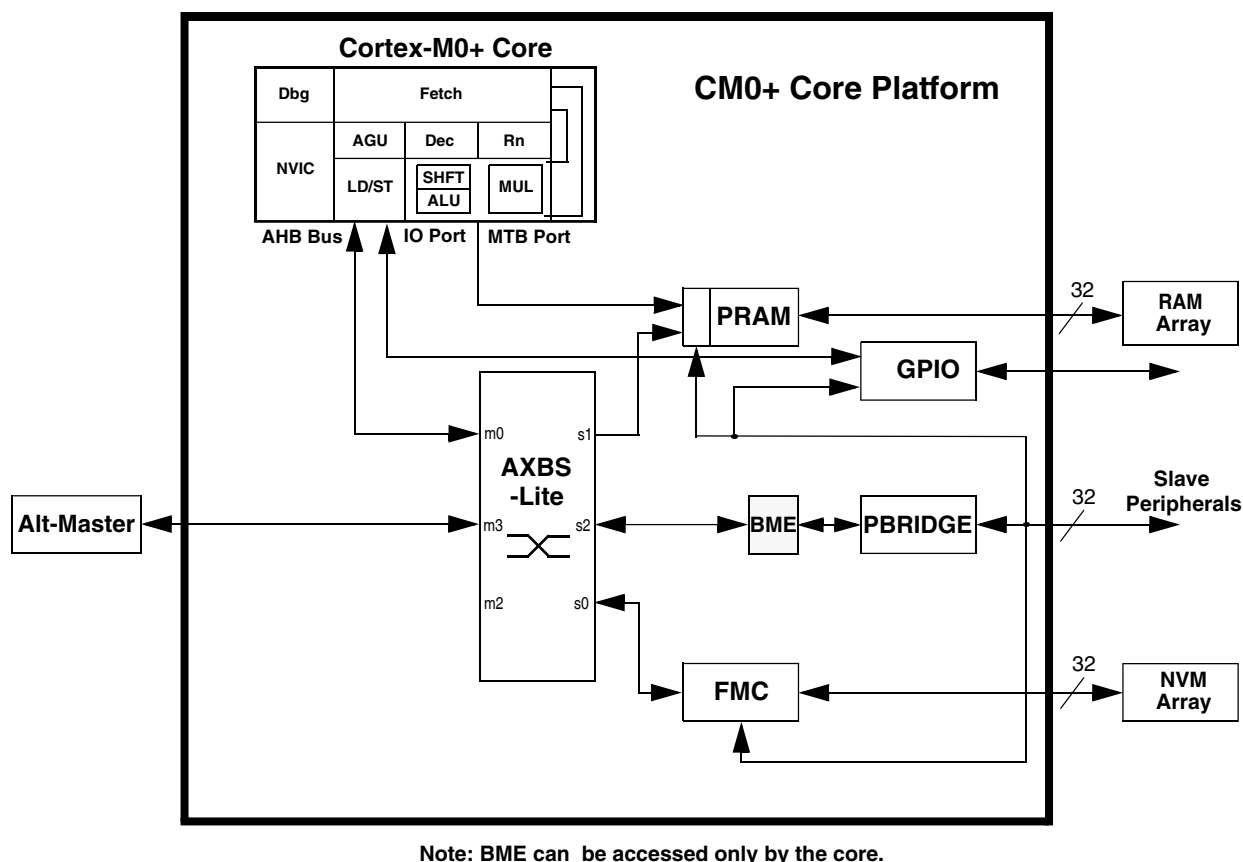 Cortex-M0+ Core
CM0+ Core Platform
Dbg
Fetch
AGU
Dec
Rn
NVIC
LD/ST
SHFT
ALU
MUL
AHB Bus
IO Port
MTB Port
PRAM
32
RAM
Array
GPIO
m0
s1
AXBS
-Lite
Alt-Master
m3
s2
BME
PBRIDGE
32
Slave
Peripherals
m2
s0
FMC
32
NVM
Array
Note: BME can be accessed only by the core.